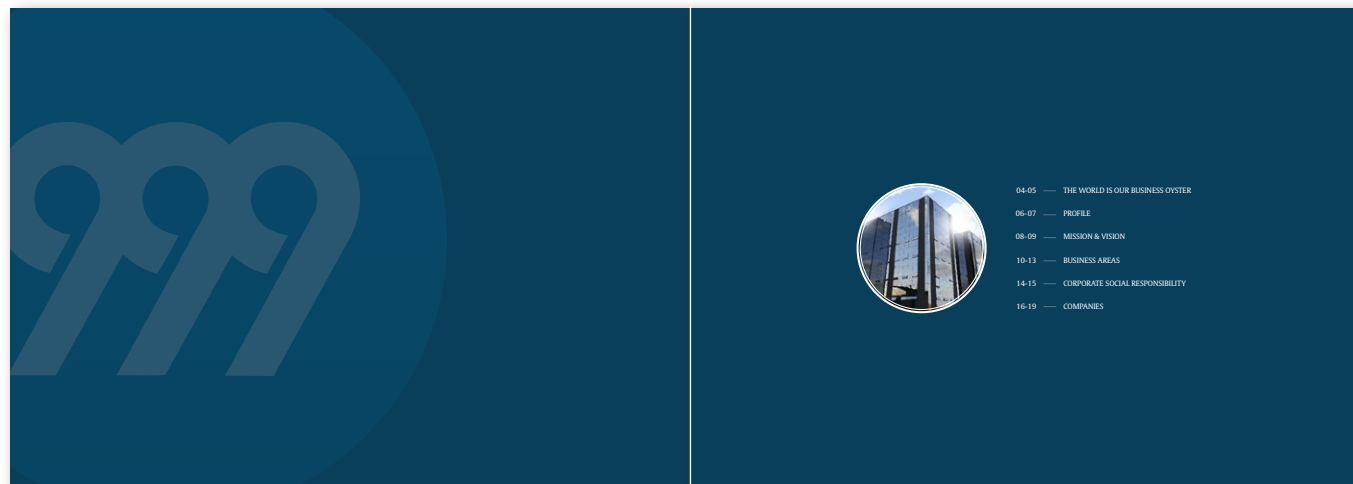 999
04-05 — THE WORLD IS OUR BUSINESS OYSTER
06-07 — PROFILE
08-09 — MISSION & VISION
10-13 — BUSINESS AREAS
14-15 — CORPORATE SOCIAL RESPONSIBILITY
16-19 — COMPANIES